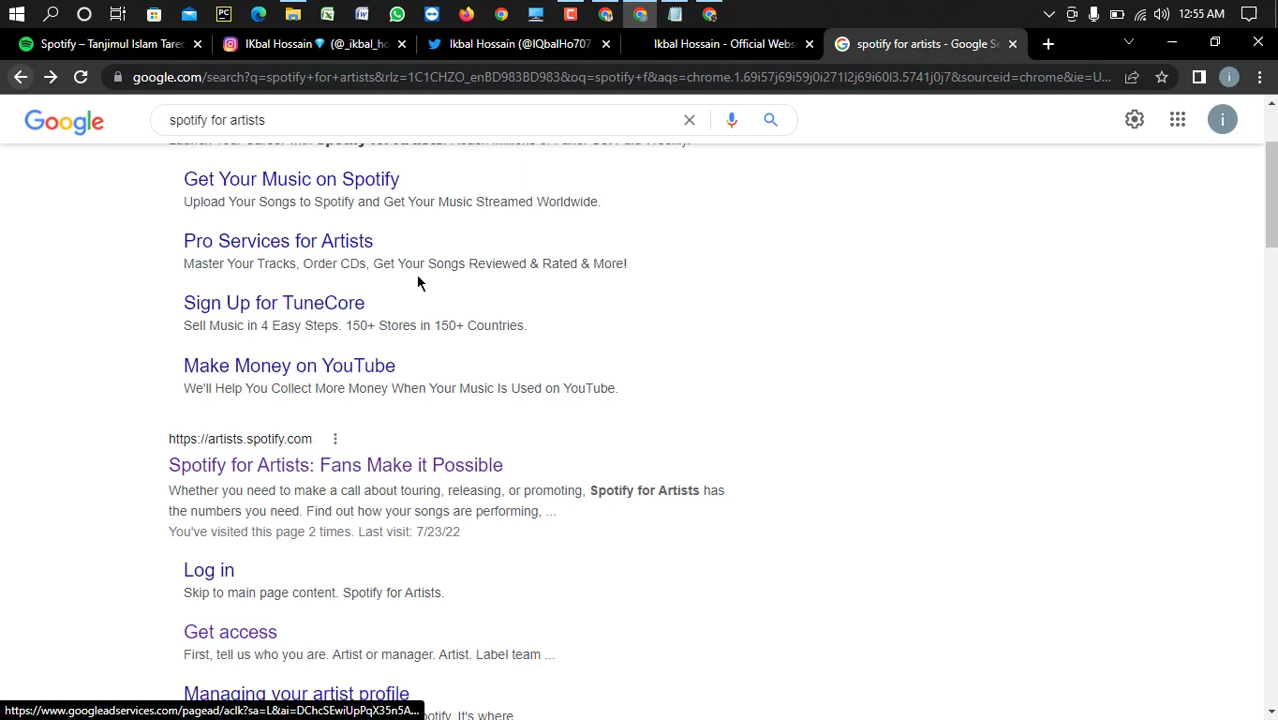 12:55 AM
Spotify – Tanjimul Islam Tareq
IKbal Hossain💎 (@_ikbal_ho
Ikbal Hossain (@IQbalHo707
Ikbal Hossain - Official Webs
spotify for artists - Google Se
google.com/search?q=spotify+for+artists&rlz=1C1CHZO_enBD983BD983&oq=spotify+f&aqs=chrome.1.69i57j69i59j0i271l2j69i60l3.5741j0j7&sourceid=chrome&ie=U...
i
Google
spotify for artists
i
Get Your Music on Spotify
Upload Your Songs to Spotify and Get Your Music Streamed Worldwide.
Pro Services for Artists
Master Your Tracks, Order CDs, Get Your Songs Reviewed & Rated & More!
Sign Up for TuneCore
Sell Music in 4 Easy Steps. 150+ Stores in 150+ Countries.
Make Money on YouTube
We'll Help You Collect More Money When Your Music Is Used on YouTube.
https://artists.spotify.com
Spotify for Artists: Fans Make it Possible
Whether you need to make a call about touring, releasing, or promoting, Spotify for Artists has
the numbers you need. Find out how your songs are performing, ...
You've visited this page 2 times. Last visit: 7/23/22
Log in
Skip to main page content. Spotify for Artists.
Get access
First, tell us who you are. Artist or manager. Artist. Label team ...
Managing your artist profile
https://www.googleadservices.com/pagead/aclk?sa=L&ai=DChcSEwiUpPqX35n5A...
It's where